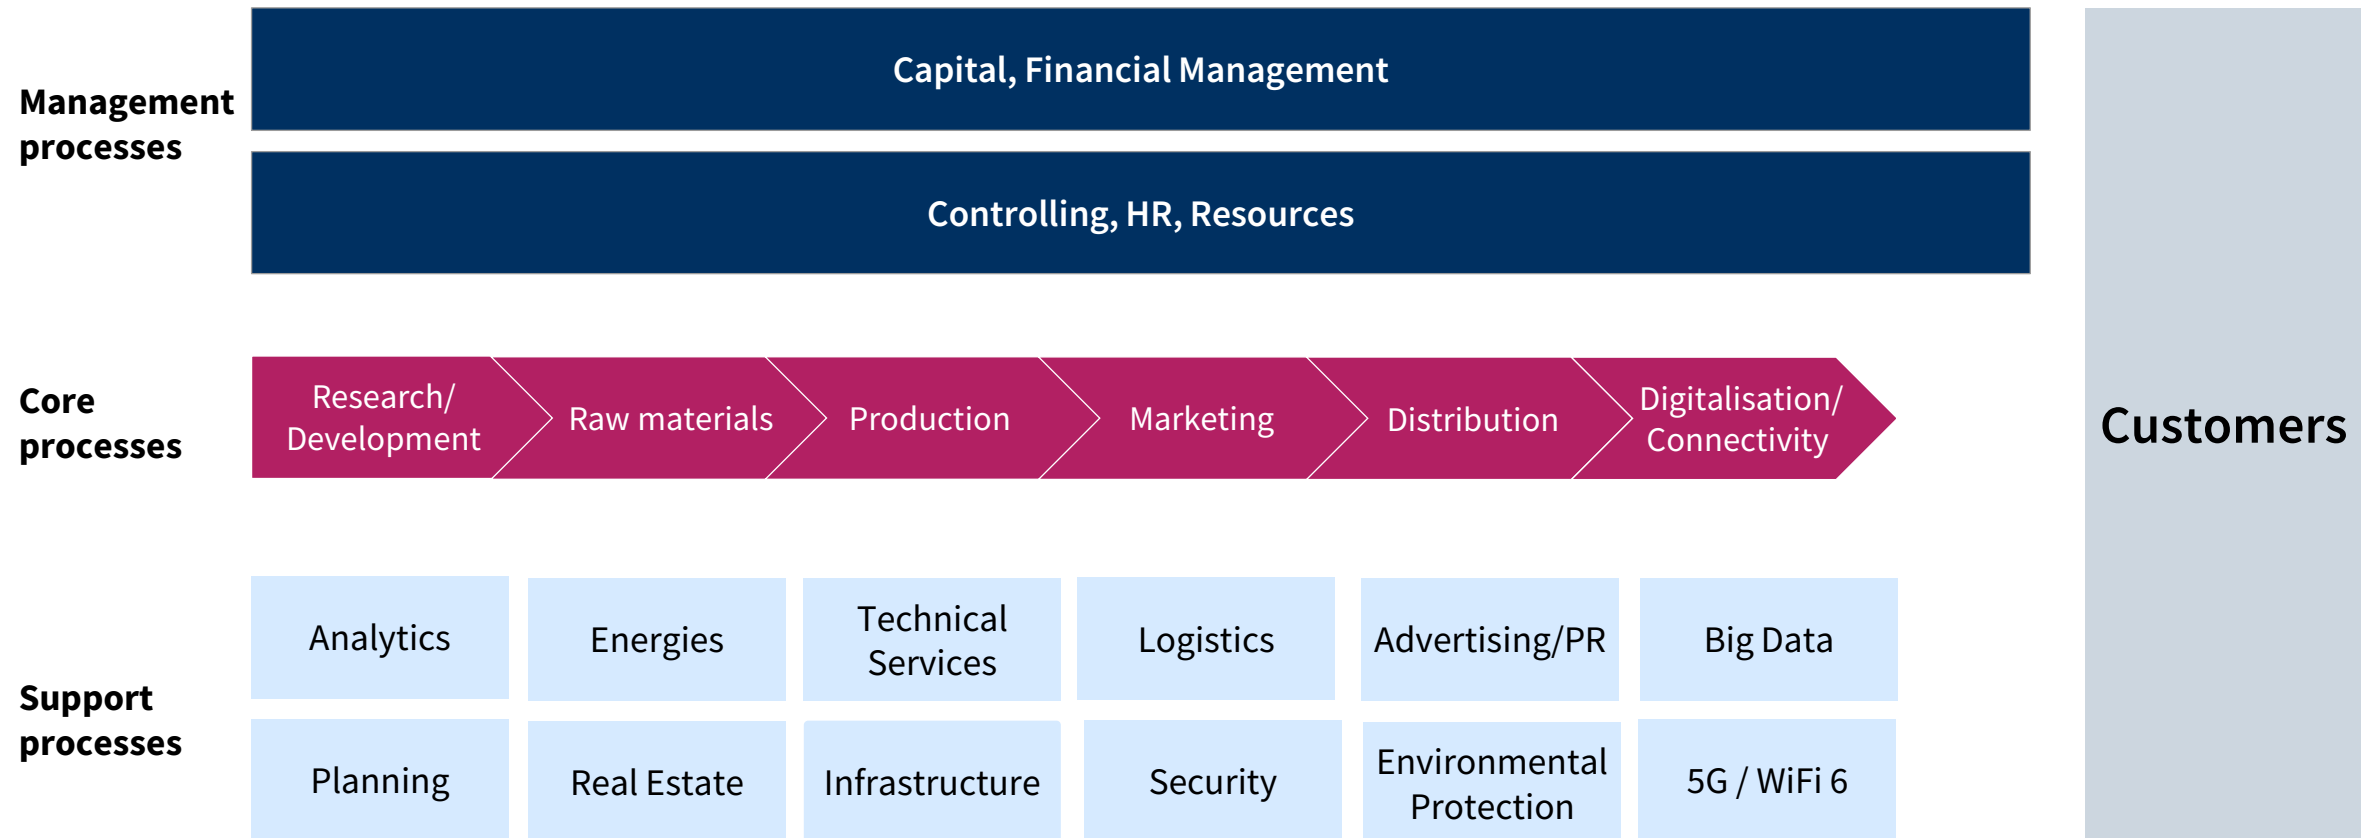 Management
processes
Capital, Financial Management
Controlling, HR, Resources
Core
processes
Research/
Development
Raw materials
Production
Marketing
Distribution
Digitalisation/
Connectivity
Customers
Support
processes
Analytics
Energies
Technical
Services
Logistics
Advertising/PR
Big Data
Planning
Real Estate
Infrastructure
Security
Environmental
Protection
5G / WiFi 6